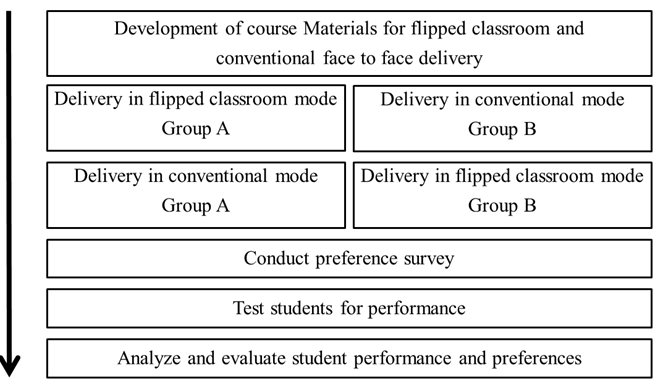 Development of course Materials for flipped classroom and
conventional face to face delivery
Delivery in flipped classroom mode
Group A
Delivery in conventional mode
Group B
Delivery in conventional mode
Group A
Delivery in flipped classroom mode
Group B
Conduct preference survey
Test students for performance
Analyze and evaluate student performance and preferences